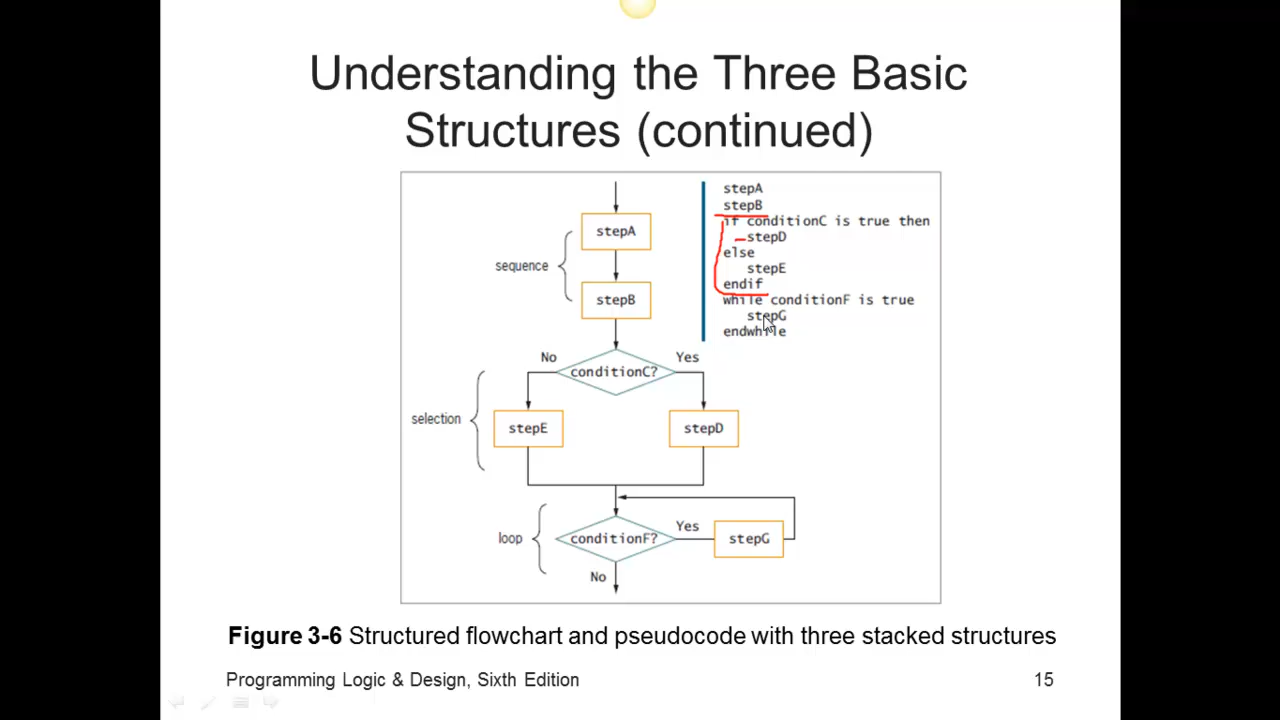 Understanding the Three Basic
Structures (continued)
stepA
stepB
if conditionC is true then
stepD
else
stepE
endif
while conditionF is true
stepG
endwhile
stepA
sequence
stepB
No
Yes
conditionC?
selection
stepE
stepD
loop
conditionF?
Yes
stepG
No
Figure 3-6 Structured flowchart and pseudocode with three stacked structures
Programming Logic & Design, Sixth Edition
15